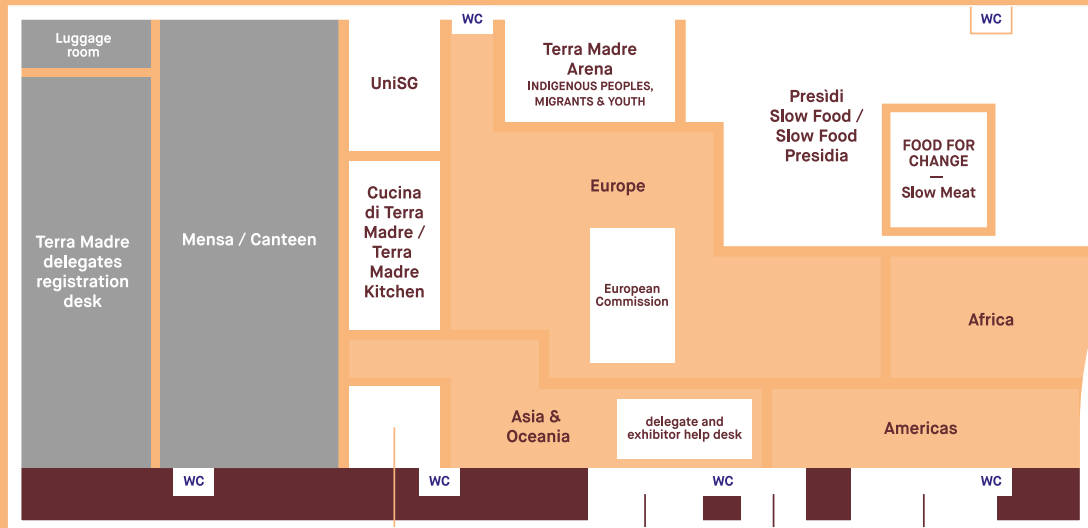 WC
WC
Luggage
room
UniSG
Terra Madre
Arena
INDIGENOUS PEOPLES,
MIGRANTS & YOUTH
Presìdi
Slow Food /
Slow Food
Presidia
FOOD FOR
CHANGE
—
Slow Meat
Europe
Cucina
di Terra
Madre /
Terra
Madre
Kitchen
Terra Madre
delegates
registration
desk
Mensa / Canteen
European
Commission
Africa
Asia &
Oceania
delegate and
exhibitor help desk
Americas
WC
WC
WC
WC